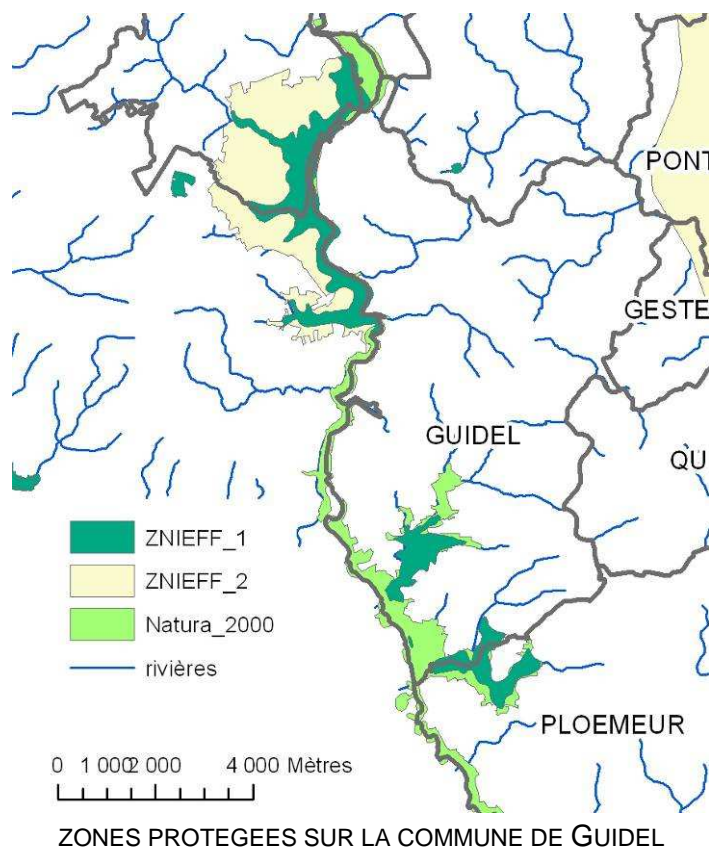 PONT
GESTE
GUIDEL
QU
ZNIEFF_1
ZNIEFF_2
Natura_2000
rivières
PLOEMEUR
0 1 000 2 000 4 000 Mètres
ZONES PROTEGEES SUR LA COMMUNE DE GUIDEL